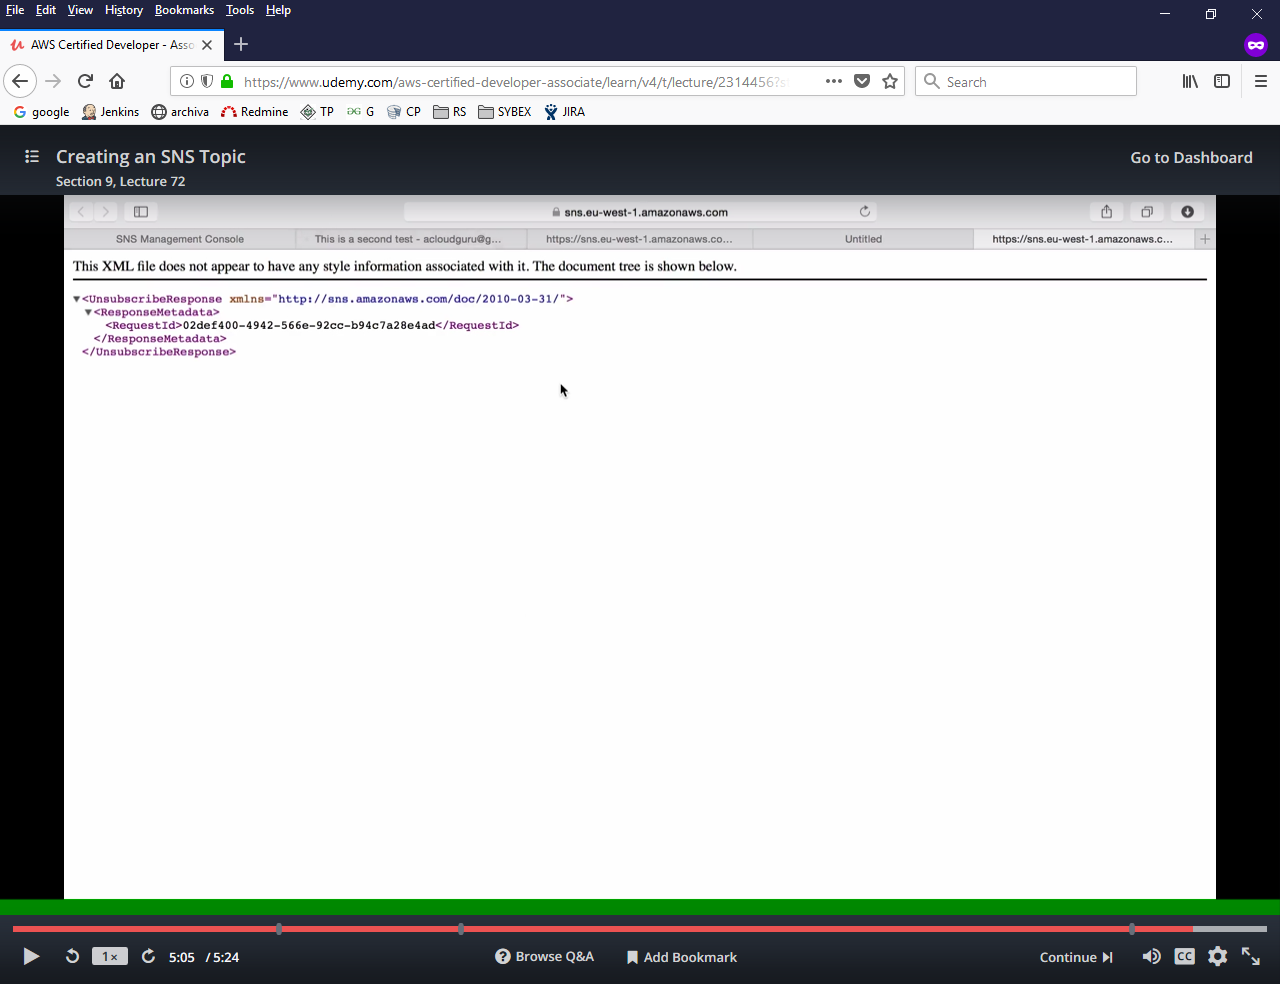 File Edit View History Bookmarks Tools Help
AWS Certified Developer - Asso
https://www.udemy.com/aws-certified-developer-associate/learn/v4/t/lecture/2314456?s
Search
google Jenkins archiva Redmine TP G CP RS SYBEX JIRA
Creating an SNS Topic
Go to Dashboard
Section 9, Lecture 72
sns.eu-west-1.amazonaws.com
SNS Management Console This is a second test - acloudguru@g... https://sns.eu-west-1.amazonaws.co... Untitled https://sns.eu-west-1.amazonaws.c...
This XML file does not appear to have any style information associated with it. The document tree is shown below.
<UnsubscribeResponse xmlns="http://sns.amazonaws.com/doc/2010-03-31/">
<ResponseMetadata>
<RequestId>02def400-4942-566e-92cc-b94c7a28e4ad</RequestId>
</ResponseMetadata>
</UnsubscribeResponse>
1x 5:05 / 5:24 Browse Q&A Add Bookmark Continue CC